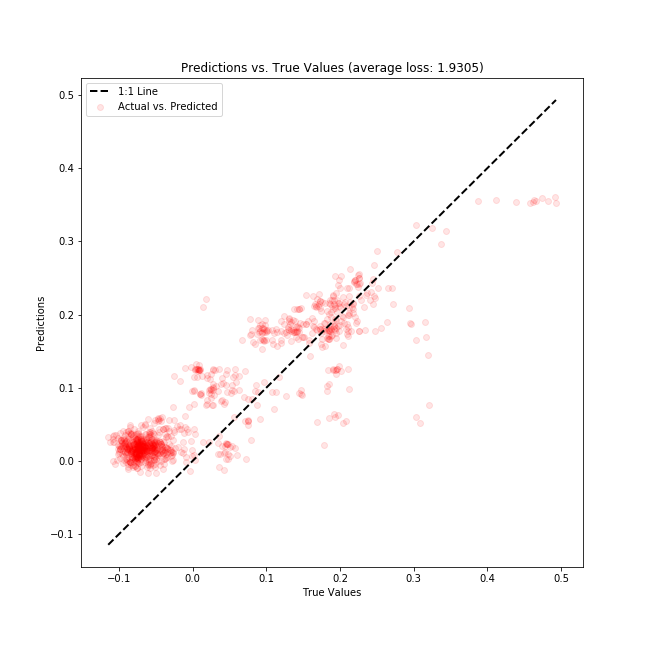 Predictions vs. True Values (average loss: 1.9305)
1:1 Line
Actual vs. Predicted
0.5
0.4
0.3
0.2
0.1
0.0
−0.1
Predictions
−0.1 0.0 0.1 0.2 0.3 0.4 0.5
True Values